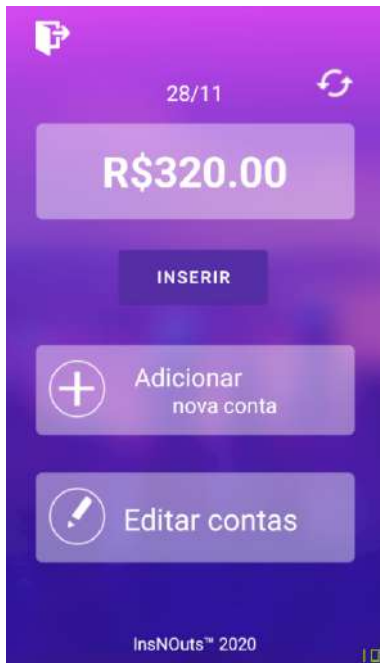 28/11
R$320.00
INSERIR
Adicionar
nova conta
Editar contas
InsNOuts™ 2020